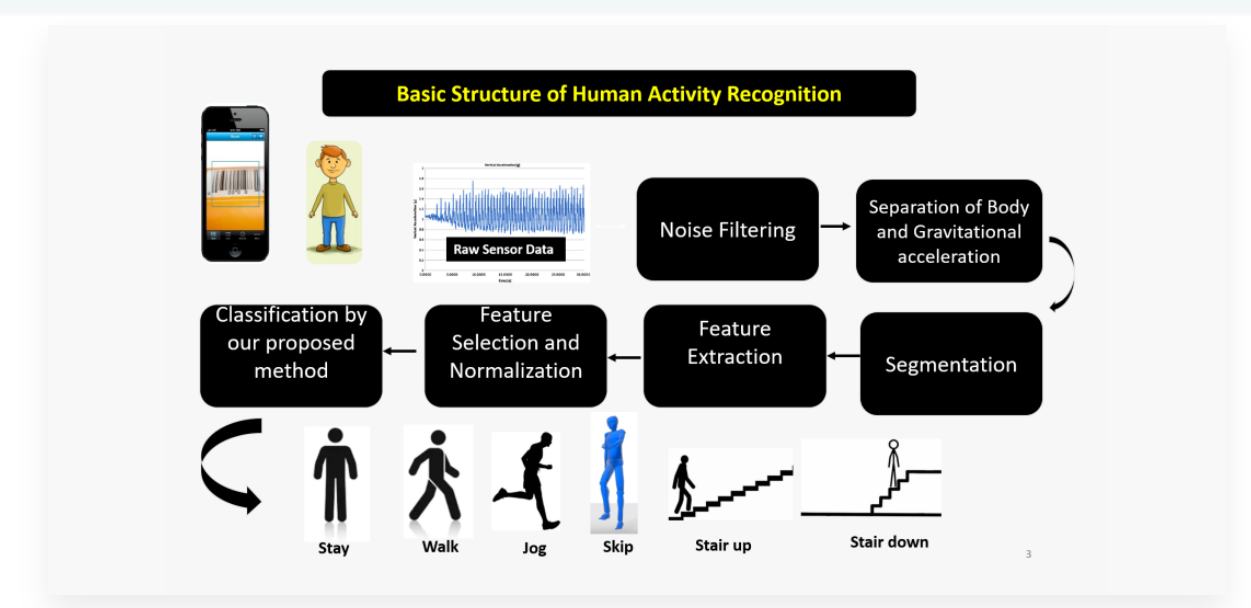 Basic Structure of Human Activity Recognition
Raw Sensor Data
Noise Filtering
Separation of Body
and Gravitational
acceleration
Segmentation
Feature
Extraction
Feature
Selection and
Normalization
Classification by
our proposed
method
Stay
Walk
Jog
Skip
Stair up
Stair down
3